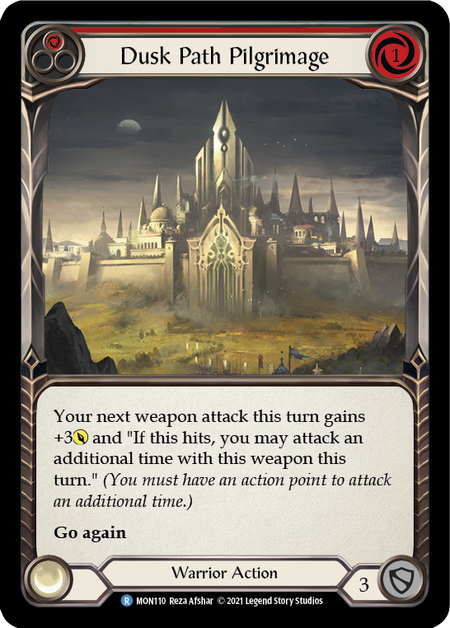 Dusk Path Pilgrimage
1
Your next weapon attack this turn gains
+3 and "If this hits, you may attack an
additional time with this weapon this
turn." (You must have an action point to attack
an additional time.)
Go again
Warrior Action
3
R MON110 Reza Afshar © 2021 Legend Story Studios